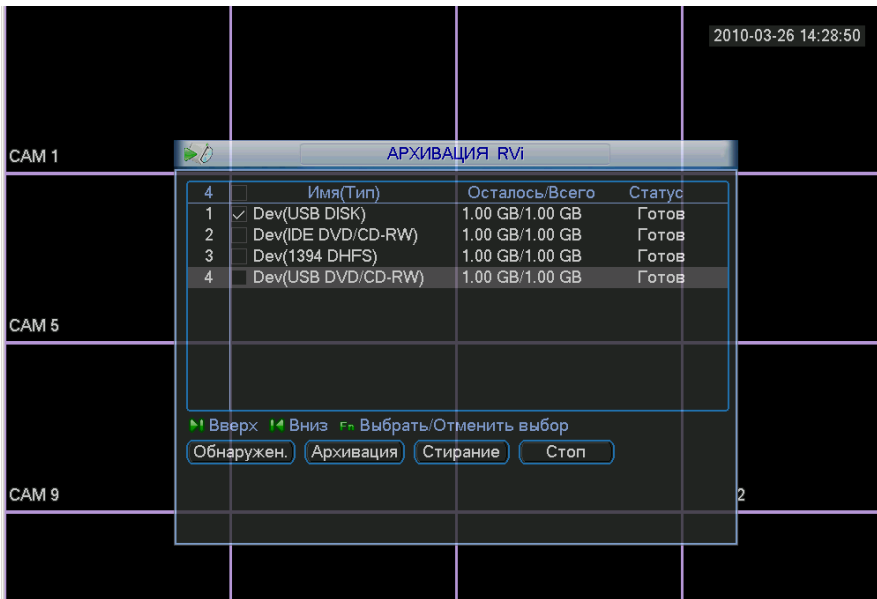 2010-03-26 14:28:50
CAM 1
АРХИВАЦИЯ RVi
4 Имя(Тип) Осталось/Всего Статус
1 Dev(USB DISK) 1.00 GB/1.00 GB Готов
2 Dev(IDE DVD/CD-RW) 1.00 GB/1.00 GB Готов
3 Dev(1394 DHFS) 1.00 GB/1.00 GB Готов
4 Dev(USB DVD/CD-RW) 1.00 GB/1.00 GB Готов
CAM 5
Вверх Вниз Fn Выбрать/Отменить выбор
Обнаружен. Архивация Стирание Стоп
CAM 9
2